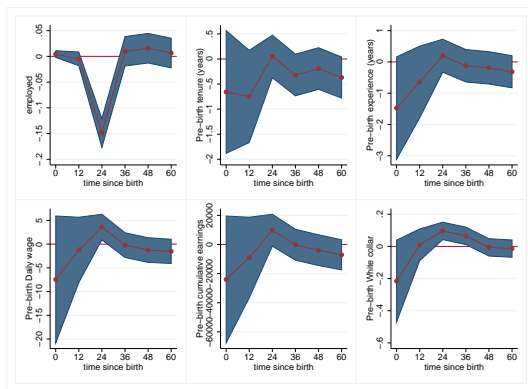 employed
.05
0
-.05
-.1
-.15
-.2
0 12 24 36 48 60
time since birth
Pre-birth tenure (years)
.5
0
-.5
-1
-1.5
-2
0 12 24 36 48 60
time since birth
Pre-birth experience (years)
1
0
-1
-2
-3
0 12 24 36 48 60
time since birth
Pre-birth Daily wage
5
0
-5
-10
-15
-20
0 12 24 36 48 60
time since birth
Pre-birth cumulative earnings
20000
0
-20000
-40000
-60000
0 12 24 36 48 60
time since birth
Pre-birth White collar
.2
0
-.2
-.4
-.6
0 12 24 36 48 60
time since birth